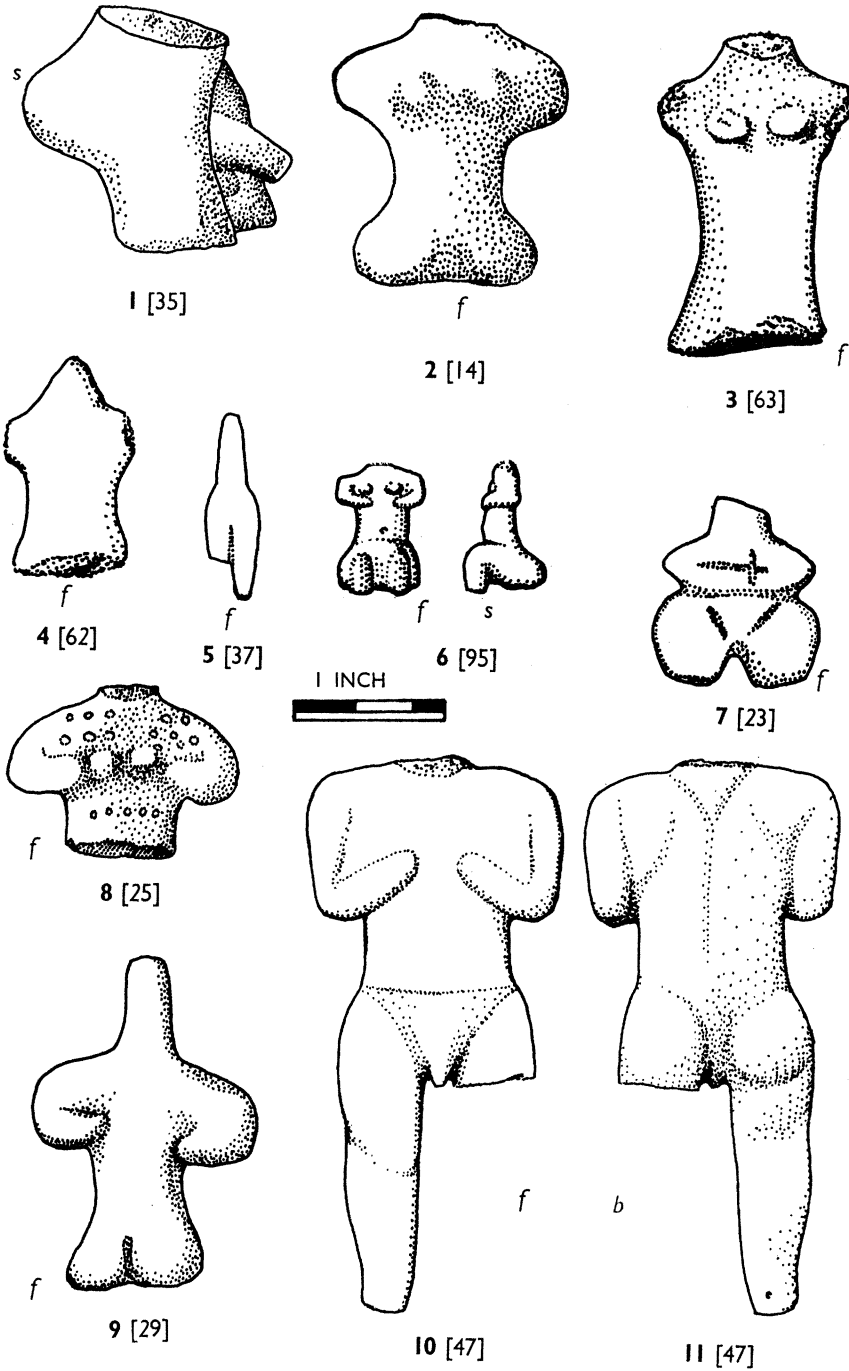 s
1 [35]
f
2 [14]
f
3 [63]
f
4 [62]
f
5 [37]
f
s
6 [95]
f
7 [23]
1 INCH
f
8 [25]
f
9 [29]
f
10 [47]
b
11 [47]